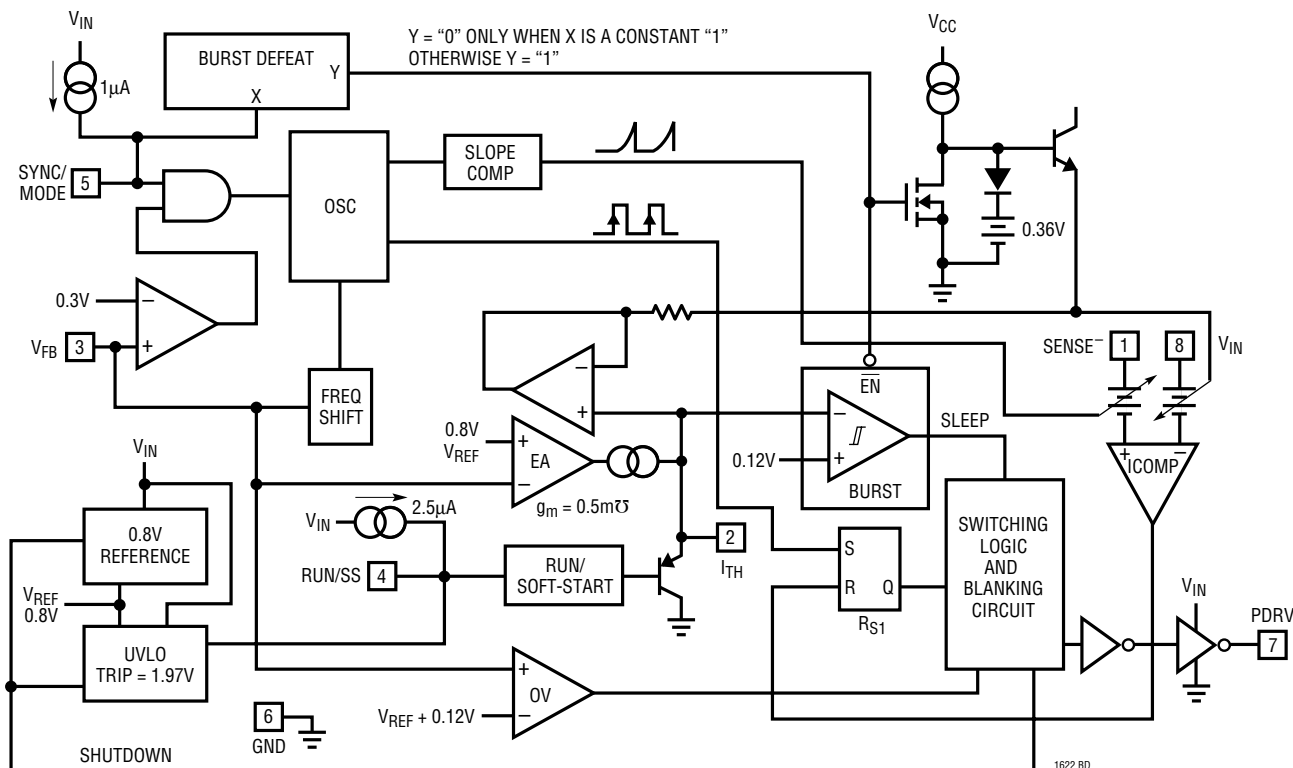 VIN
1µA
BURST DEFEAT
Y
X
Y = “0” ONLY WHEN X IS A CONSTANT “1”
OTHERWISE Y = “1”
VCC
SYNC/
MODE
5
OSC
SLOPE
COMP
0.36V
0.3V
−
+
VFB
3
FREQ
SHIFT
−
+
EN
SENSE−
1
8
VIN
−
+
0.12V
BURST
SLEEP
+
−
ICOMP
0.8V
VREF
+
−
EA
gm = 0.5m℧
VIN
0.8V
REFERENCE
VREF
0.8V
UVLO
TRIP = 1.97V
VIN
2.5µA
RUN/SS
4
RUN/
SOFT-START
2
ITH
S
R
Q
RS1
SWITCHING
LOGIC
AND
BLANKING
CIRCUIT
VIN
PDRV
7
+
−
OV
VREF + 0.12V
6
GND
SHUTDOWN
1622 BD